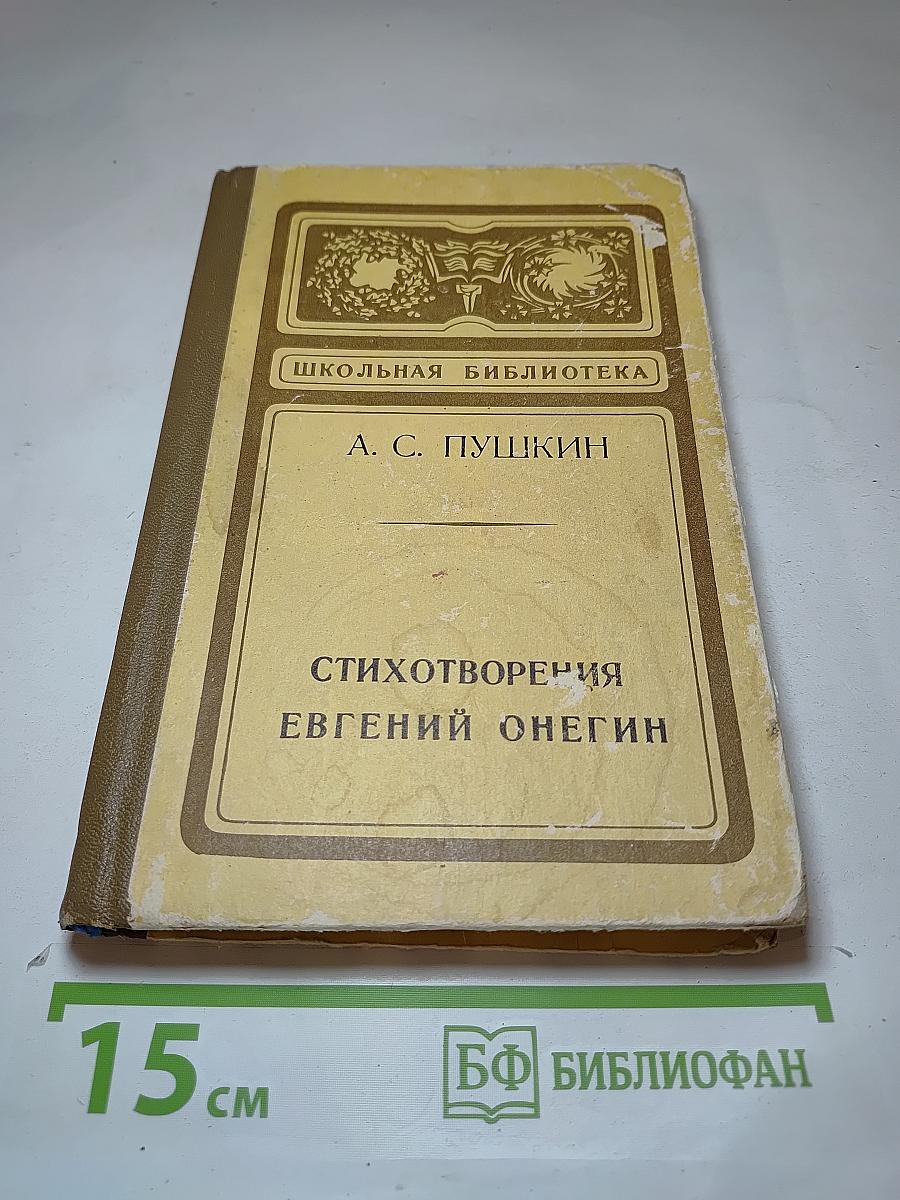 ШКОЛЬНАЯ БИБЛИОТЕКА
А. С. ПУШКИН
СТИХОТВОРЕНИЯ
ЕВГЕНИЙ ОНЕГИН
15 см
БФ БИБЛИОФАН